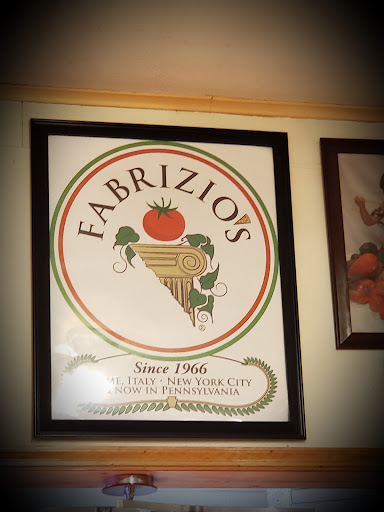 FABRIZIO'S
®
Since 1966
ITALY · NEW YORK CITY
NOW IN PENNSYLVANIA